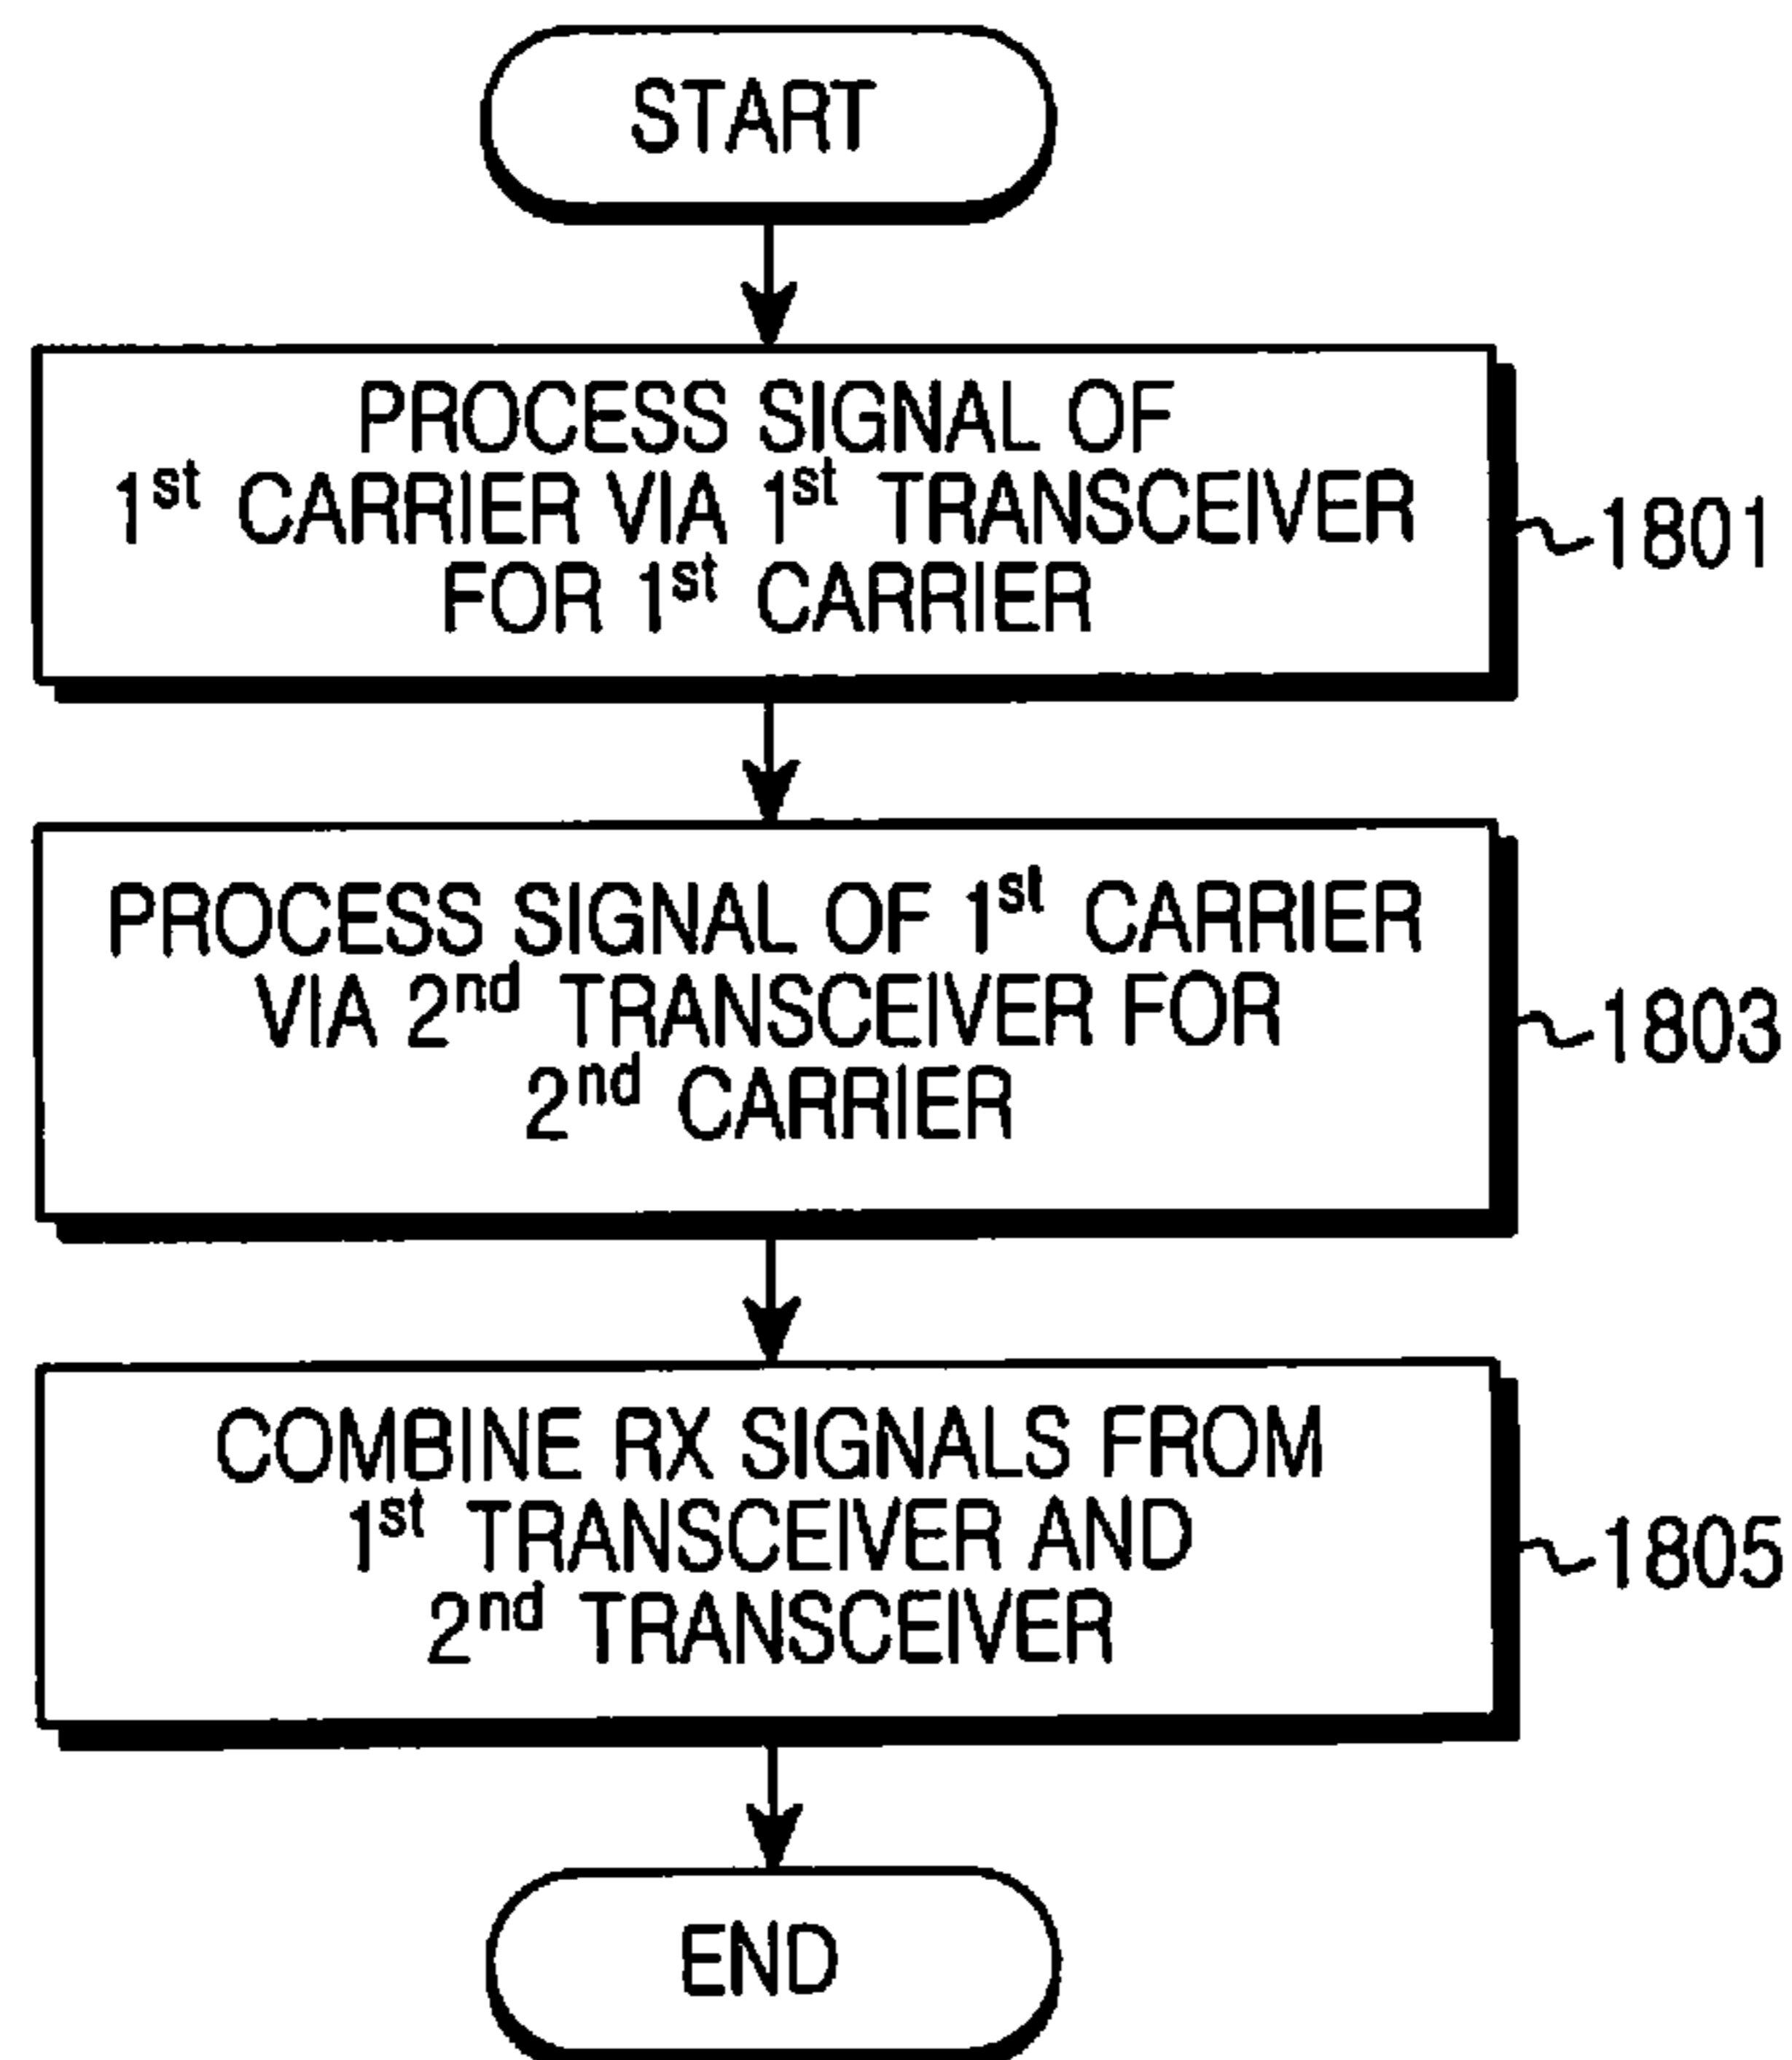 START
PROCESS SIGNAL OF
1st CARRIER VIA 1st TRANSCEIVER
FOR 1st CARRIER
1801
PROCESS SIGNAL OF 1st CARRIER
VIA 2nd TRANSCEIVER FOR
2nd CARRIER
1803
COMBINE RX SIGNALS FROM
1st TRANSCEIVER AND
2nd TRANSCEIVER
1805
END